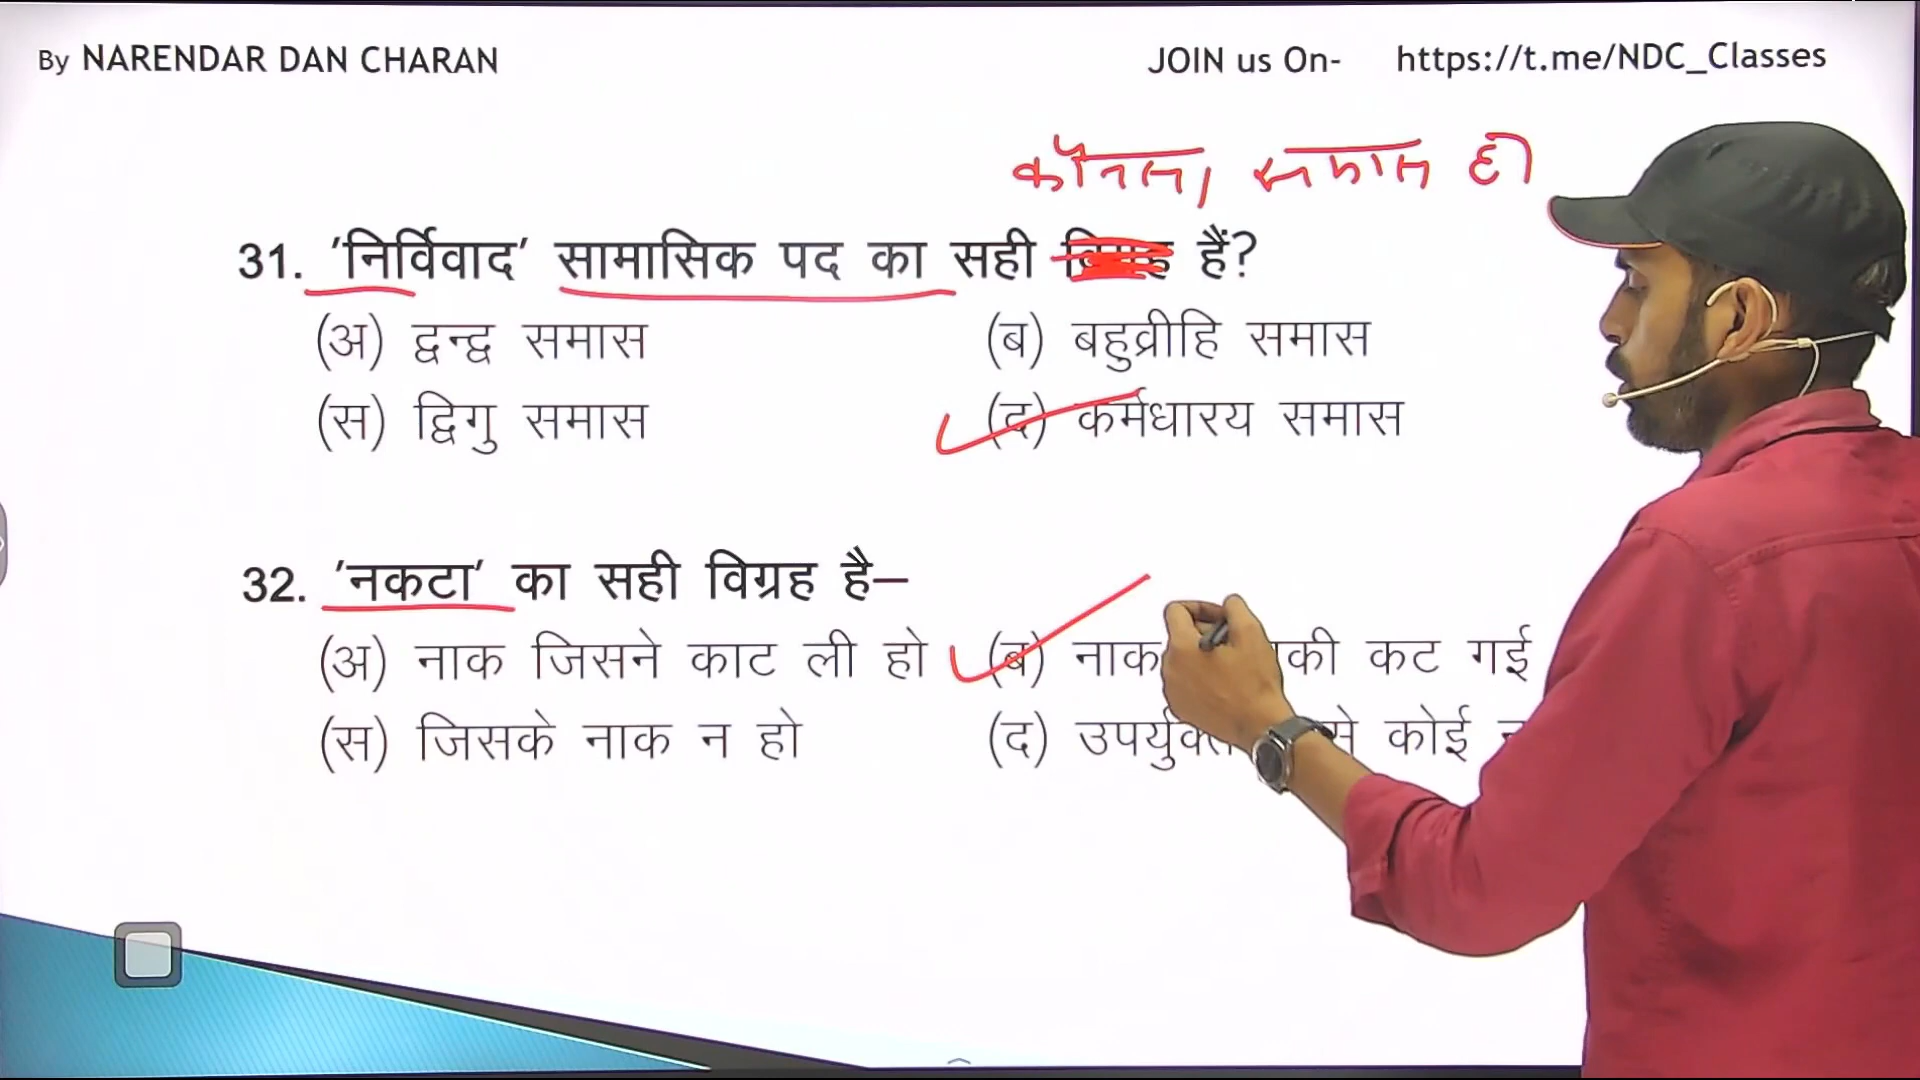 By NARENDAR DAN CHARAN
JOIN us On- https://t.me/NDC_Classes
कौनसा समास है
31. 'निर्विवाद' सामासिक पद का सही हैं?
(अ) द्वन्द्व समास (ब) बहुव्रीहि समास
(स) द्विगु समास (द) कर्मधारय समास
32. 'नकटा' का सही विग्रह है–
(अ) नाक जिसने काट ली हो (ब) नाक कट गई
(स) जिसके नाक न हो (द) उपर्युक्त से कोई